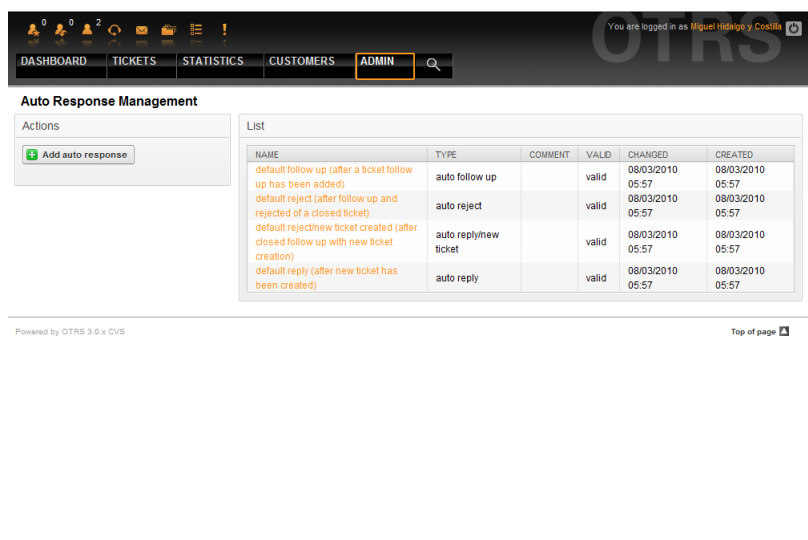 0 0 2
OTRS
You are logged in as Miguel Hidalgo y Costilla
DASHBOARD TICKETS STATISTICS CUSTOMERS ADMIN
Auto Response Management
Actions
Add auto response
List
NAME TYPE COMMENT VALID CHANGED CREATED
default follow up (after a ticket follow
up has been added)
auto follow up
valid
08/03/2010
05:57
08/03/2010
05:57
default reject (after follow up and
rejected of a closed ticket)
auto reject
valid
08/03/2010
05:57
08/03/2010
05:57
default reject/new ticket created (after
closed follow up with new ticket
creation)
auto reply/new
ticket
valid
08/03/2010
05:57
08/03/2010
05:57
default reply (after new ticket has
been created)
auto reply
valid
08/03/2010
05:57
08/03/2010
05:57
Powered by OTRS 3.0.x CVS
Top of page